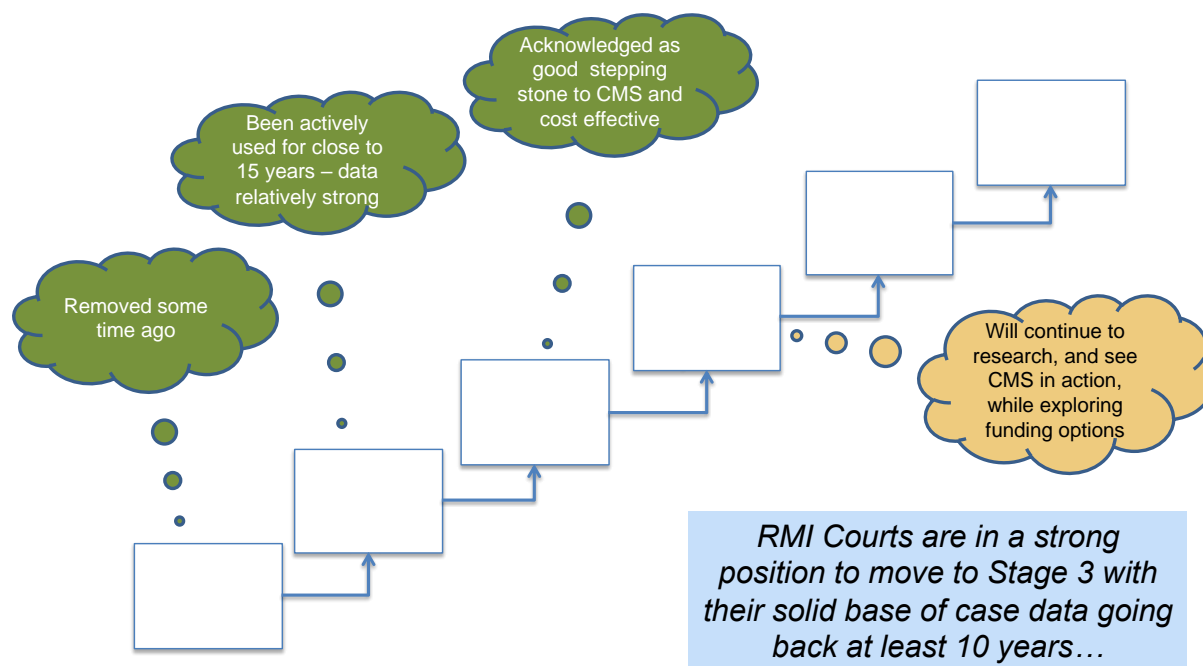 Acknowledged as
good stepping
stone to CMS and
cost effective
Been actively
used for close to
15 years – data
relatively strong
Removed some
time ago
Will continue to
research, and see
CMS in action,
while exploring
funding options
RMI Courts are in a strong
position to move to Stage 3 with
their solid base of case data going
back at least 10 years…